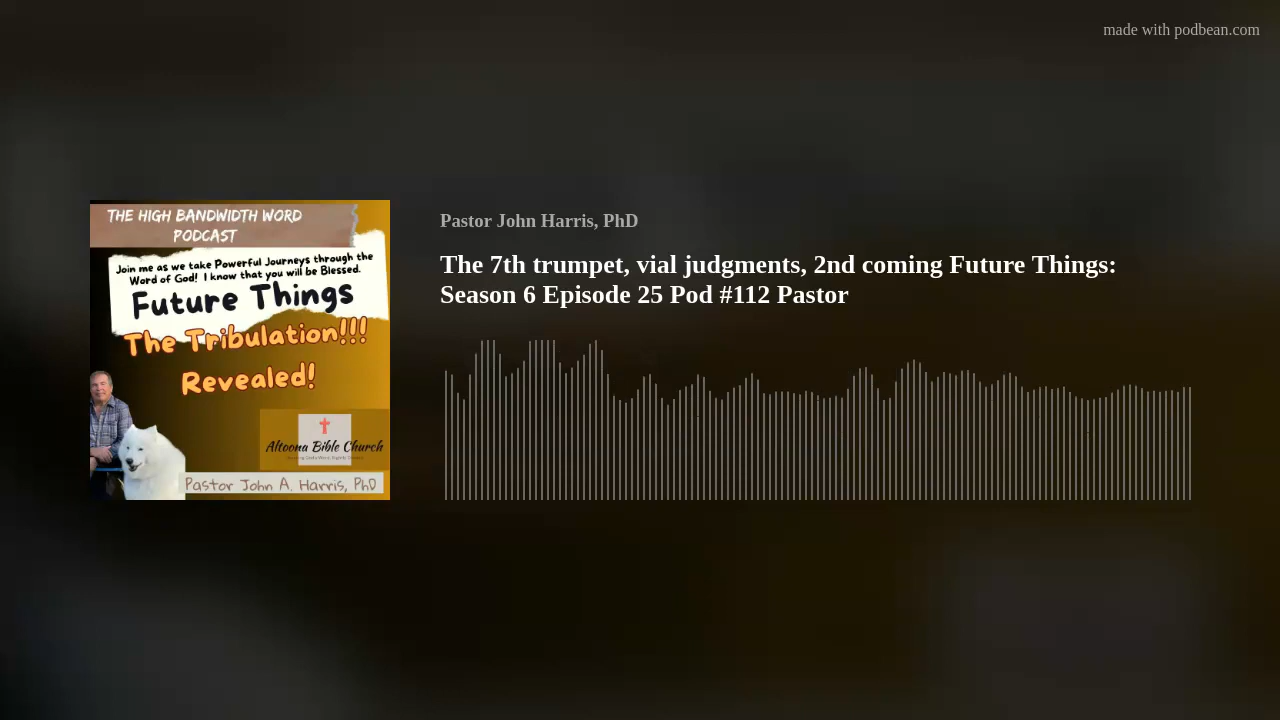 made with podbean.com
THE HIGH BANDWIDTH WORD
PODCAST
Join me as we take Powerful Journeys through the
Word of God! I know that you will be Blessed.
Future Things
The Tribulation!!!
Revealed!
Altoona Bible Church
Pastor John A. Harris, PhD
Pastor John Harris, PhD
The 7th trumpet, vial judgments, 2nd coming Future Things:
Season 6 Episode 25 Pod #112 Pastor